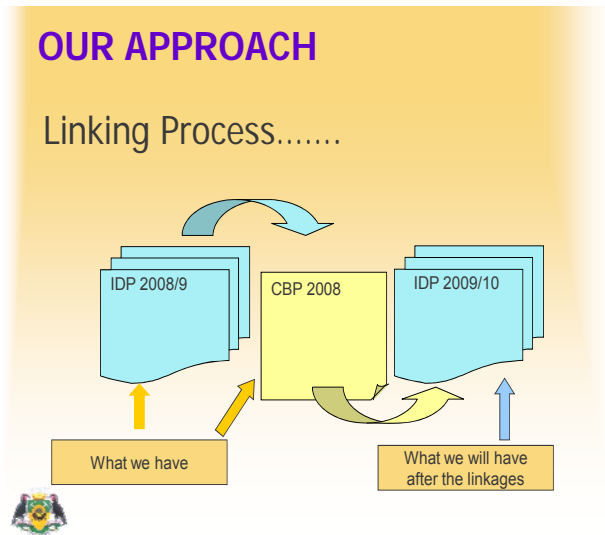 OUR APPROACH
Linking Process.......
IDP 2008/9
CBP 2008
IDP 2009/10
What we have
What we will have
after the linkages